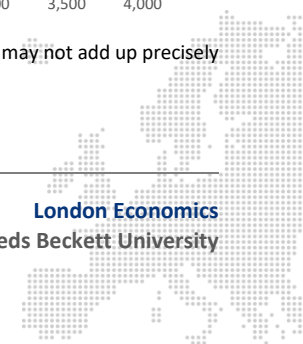 3,500 4,000
may not add up precisely
London Economics
eds Beckett University